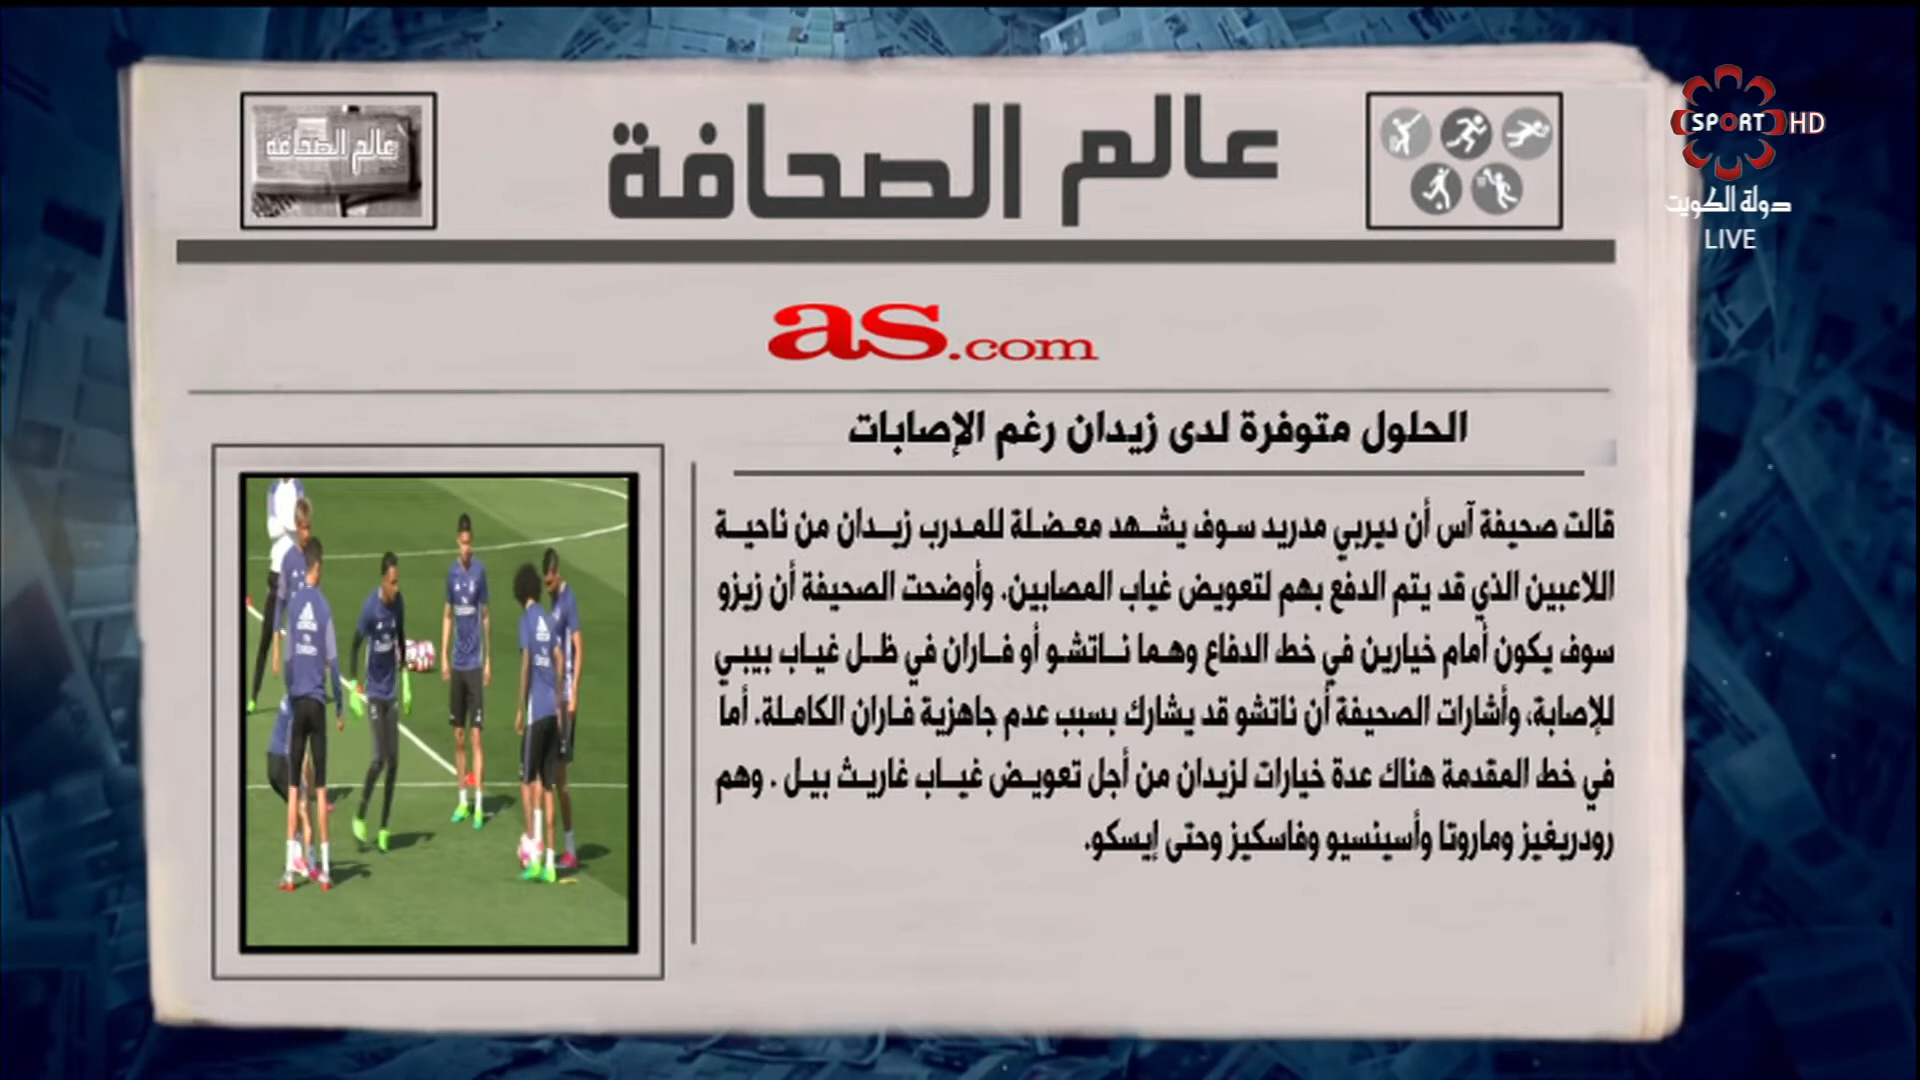 عالم الصحافة
عالم الصحافة
SPORT HD
دولة الكويت
LIVE
as.com
الحلول متوفرة لدى زيدان رغم الإصابات
قالت صحيفة آس أن ديربي مدريد سوف يشهد معضلة للمدرب زيدان من ناحية
اللاعبين الذي قد يتم الدفع بهم لتعويض غياب المصابين. وأوضحت الصحيفة أن زيزو
سوف يكون أمام خيارين في خط الدفاع وهما ناتشو أو فاران في ظل غياب بيبي
للإصابة، وأشارات الصحيفة أن ناتشو قد يشارك بسبب عدم جاهزية فاران الكاملة. أما
في خط المقدمة هناك عدة خيارات لزيدان من أجل تعويض غياب غاريث بيل . وهم
رودريغيز وماروتا وأسينسيو وفاسكيز وحتى إيسكو.